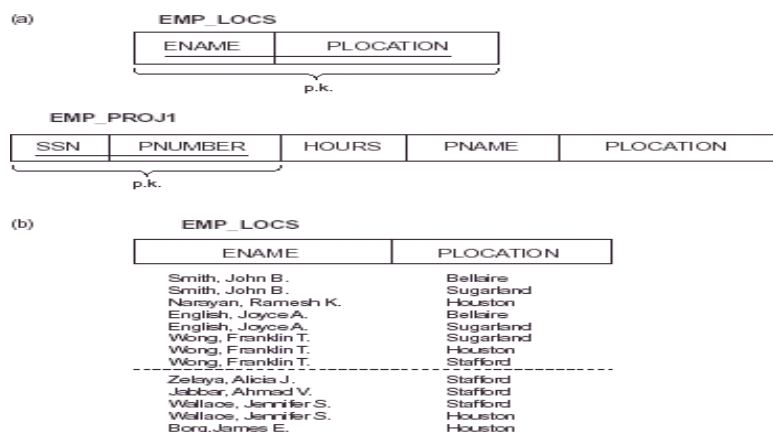 (a) EMP_LOCS
ENAME PLOCATION
p.k.
EMP_PROJ1
SSN PNUMBER HOURS PNAME PLOCATION
p.k.
(b) EMP_LOCS
ENAME PLOCATION
Smith, John B. Bellaire
Smith, John B. Sugarland
Narayan, Ramesh K. Houston
English, Joyce A. Bellaire
English, Joyce A. Sugarland
Wong, Franklin T. Sugarland
Wong, Franklin T. Houston
Wong, Franklin T. Stafford
Zelaya, Alicia J. Stafford
Jabbar, Ahmad V. Stafford
Wallace, Jennifer S. Stafford
Wallace, Jennifer S. Houston
Borg,James E. Houston